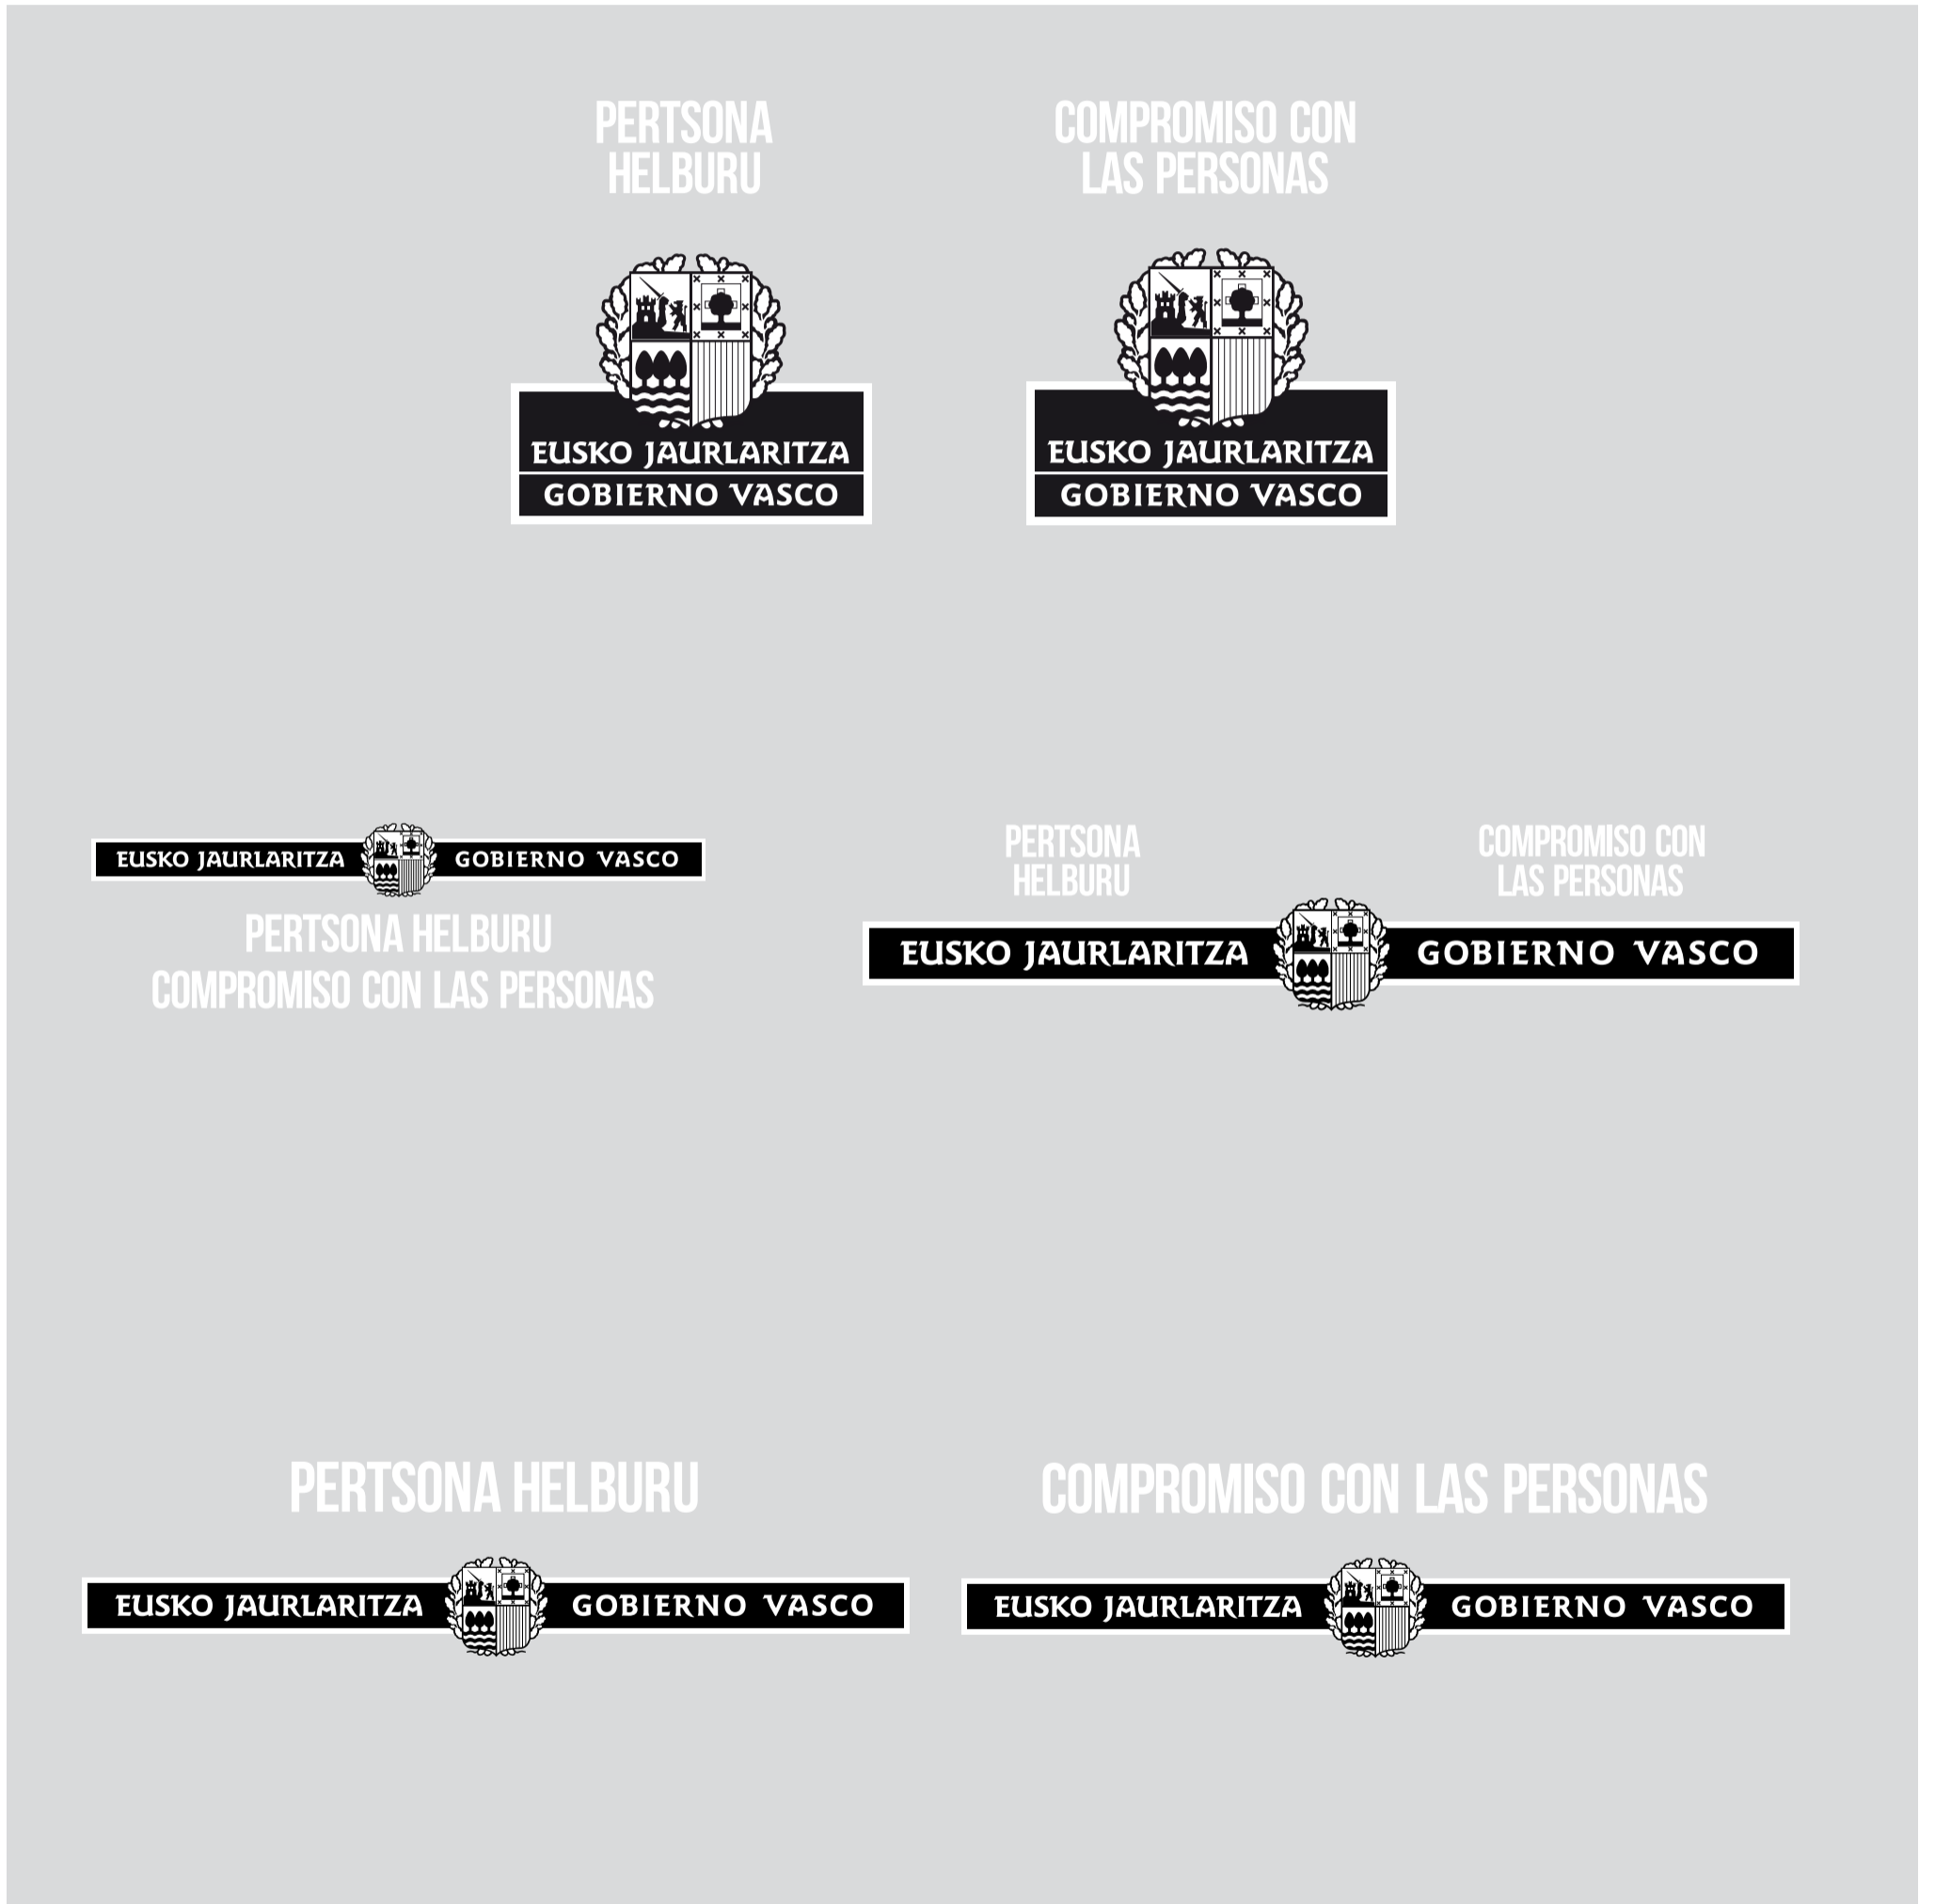 PERTSONA
HELBURU
EUSKO JAURLARITZA
GOBIERNO VASCO
COMPROMISO CON
LAS PERSONAS
EUSKO JAURLARITZA
GOBIERNO VASCO
EUSKO JAURLARITZA GOBIERNO VASCO
PERTSONA HELBURU
COMPROMISO CON LAS PERSONAS
PERTSONA
HELBURU
COMPROMISO CON
LAS PERSONAS
EUSKO JAURLARITZA GOBIERNO VASCO
PERTSONA HELBURU
EUSKO JAURLARITZA GOBIERNO VASCO
COMPROMISO CON LAS PERSONAS
EUSKO JAURLARITZA GOBIERNO VASCO